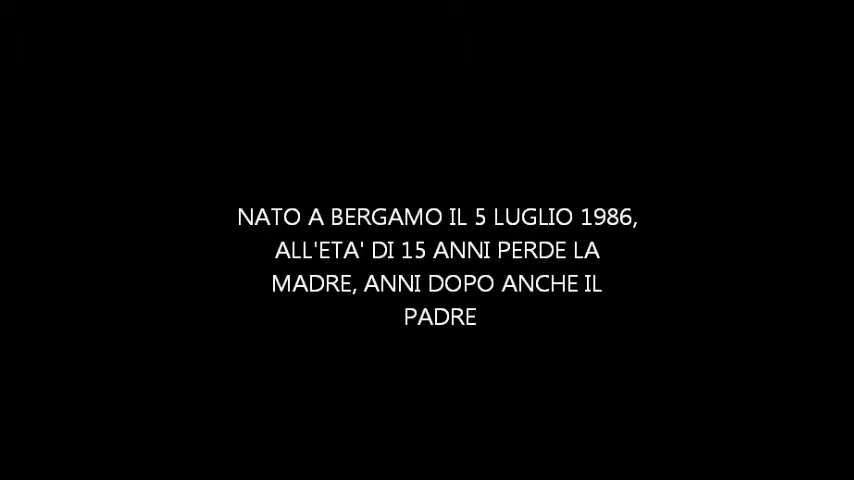 NATO A BERGAMO IL 5 LUGLIO 1986,
ALL'ETA' DI 15 ANNI PERDE LA
MADRE, ANNI DOPO ANCHE IL
PADRE